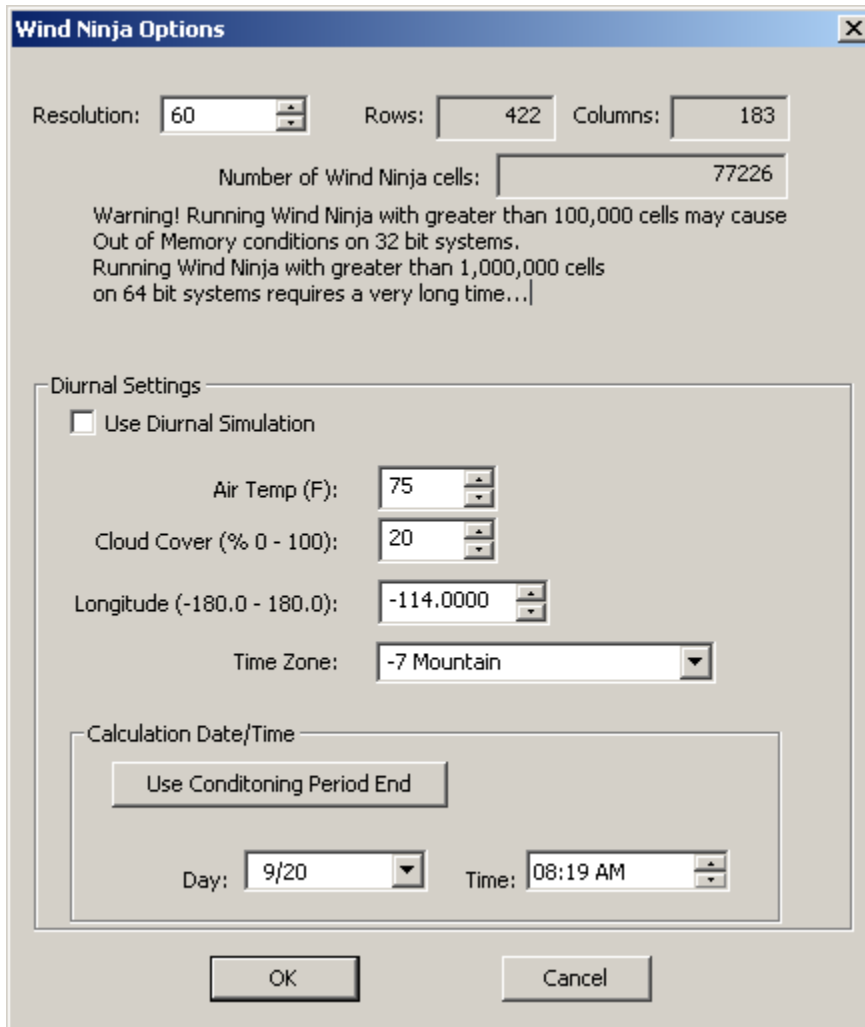 Wind Ninja Options
Resolution: 60 Rows: 422 Columns: 183
Number of Wind Ninja cells: 77226
Warning! Running Wind Ninja with greater than 100,000 cells may cause
Out of Memory conditions on 32 bit systems.
Running Wind Ninja with greater than 1,000,000 cells
on 64 bit systems requires a very long time...
Diurnal Settings
Use Diurnal Simulation
Air Temp (F): 75
Cloud Cover (% 0 - 100): 20
Longitude (-180.0 - 180.0): -114.0000
Time Zone: -7 Mountain
Calculation Date/Time
Use Conditoning Period End
Day: 9/20 Time: 08:19 AM
OK Cancel